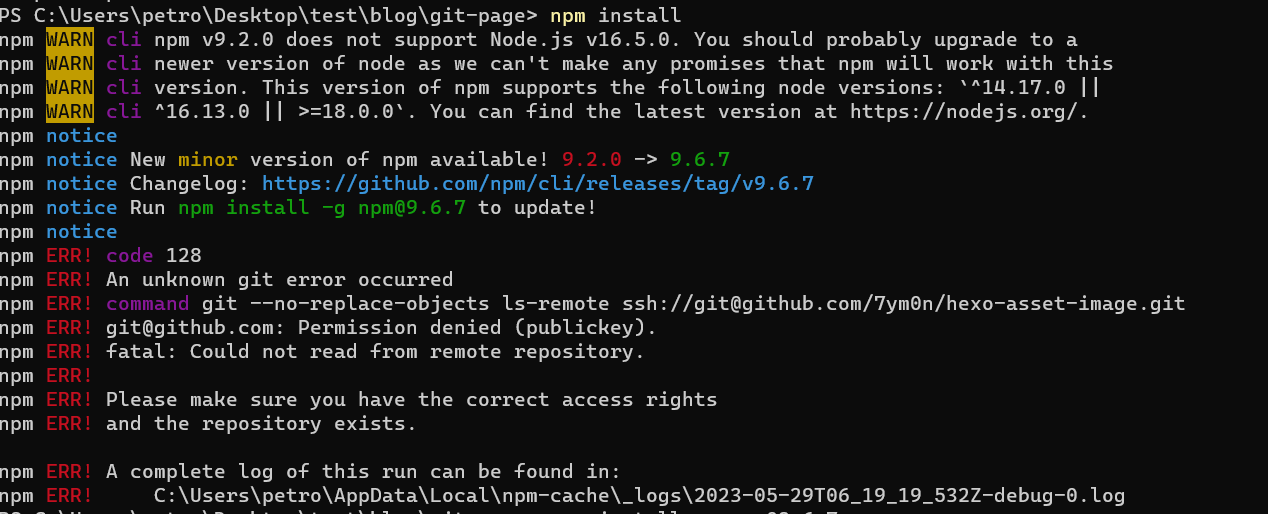 PS C:\Users\petro\Desktop\test\blog\git-page> npm install
npm WARN cli npm v9.2.0 does not support Node.js v16.5.0. You should probably upgrade to a
npm WARN cli newer version of node as we can't make any promises that npm will work with this
npm WARN cli version. This version of npm supports the following node versions: `^14.17.0 ||
npm WARN cli ^16.13.0 || >=18.0.0`. You can find the latest version at https://nodejs.org/.
npm notice
npm notice New minor version of npm available! 9.2.0 -> 9.6.7
npm notice Changelog: https://github.com/npm/cli/releases/tag/v9.6.7
npm notice Run npm install -g npm@9.6.7 to update!
npm notice
npm ERR! code 128
npm ERR! An unknown git error occurred
npm ERR! command git --no-replace-objects ls-remote ssh://git@github.com/7ym0n/hexo-asset-image.git
npm ERR! git@github.com: Permission denied (publickey).
npm ERR! fatal: Could not read from remote repository.
npm ERR!
npm ERR! Please make sure you have the correct access rights
npm ERR! and the repository exists.
npm ERR! A complete log of this run can be found in:
npm ERR!     C:\Users\petro\AppData\Local\npm-cache\_logs\2023-05-29T06_19_19_532Z-debug-0.log